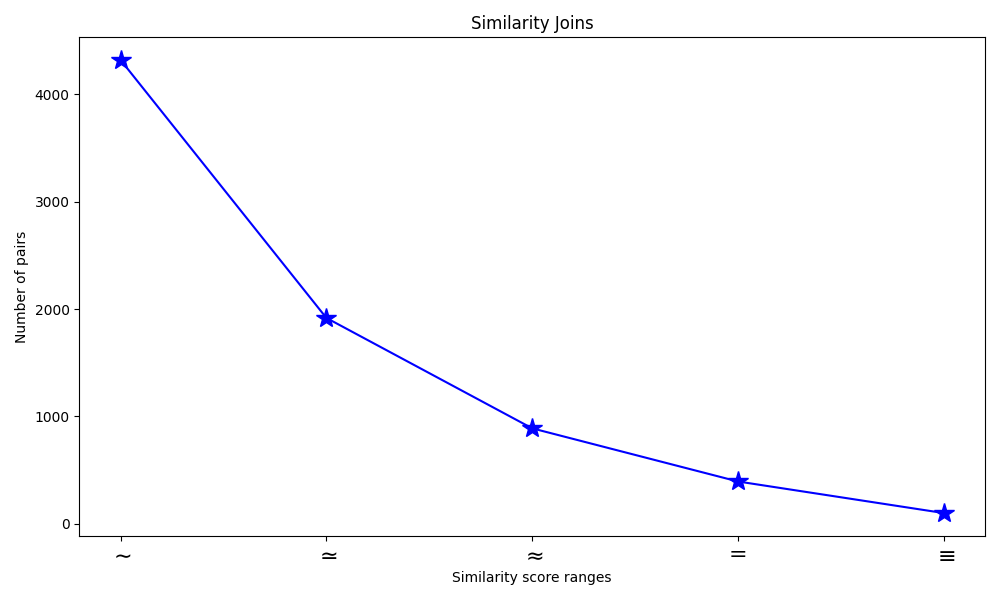 Similarity Joins
Number of pairs
4000
3000
2000
1000
0
∼ ≃ ≈ = ≡
Similarity score ranges